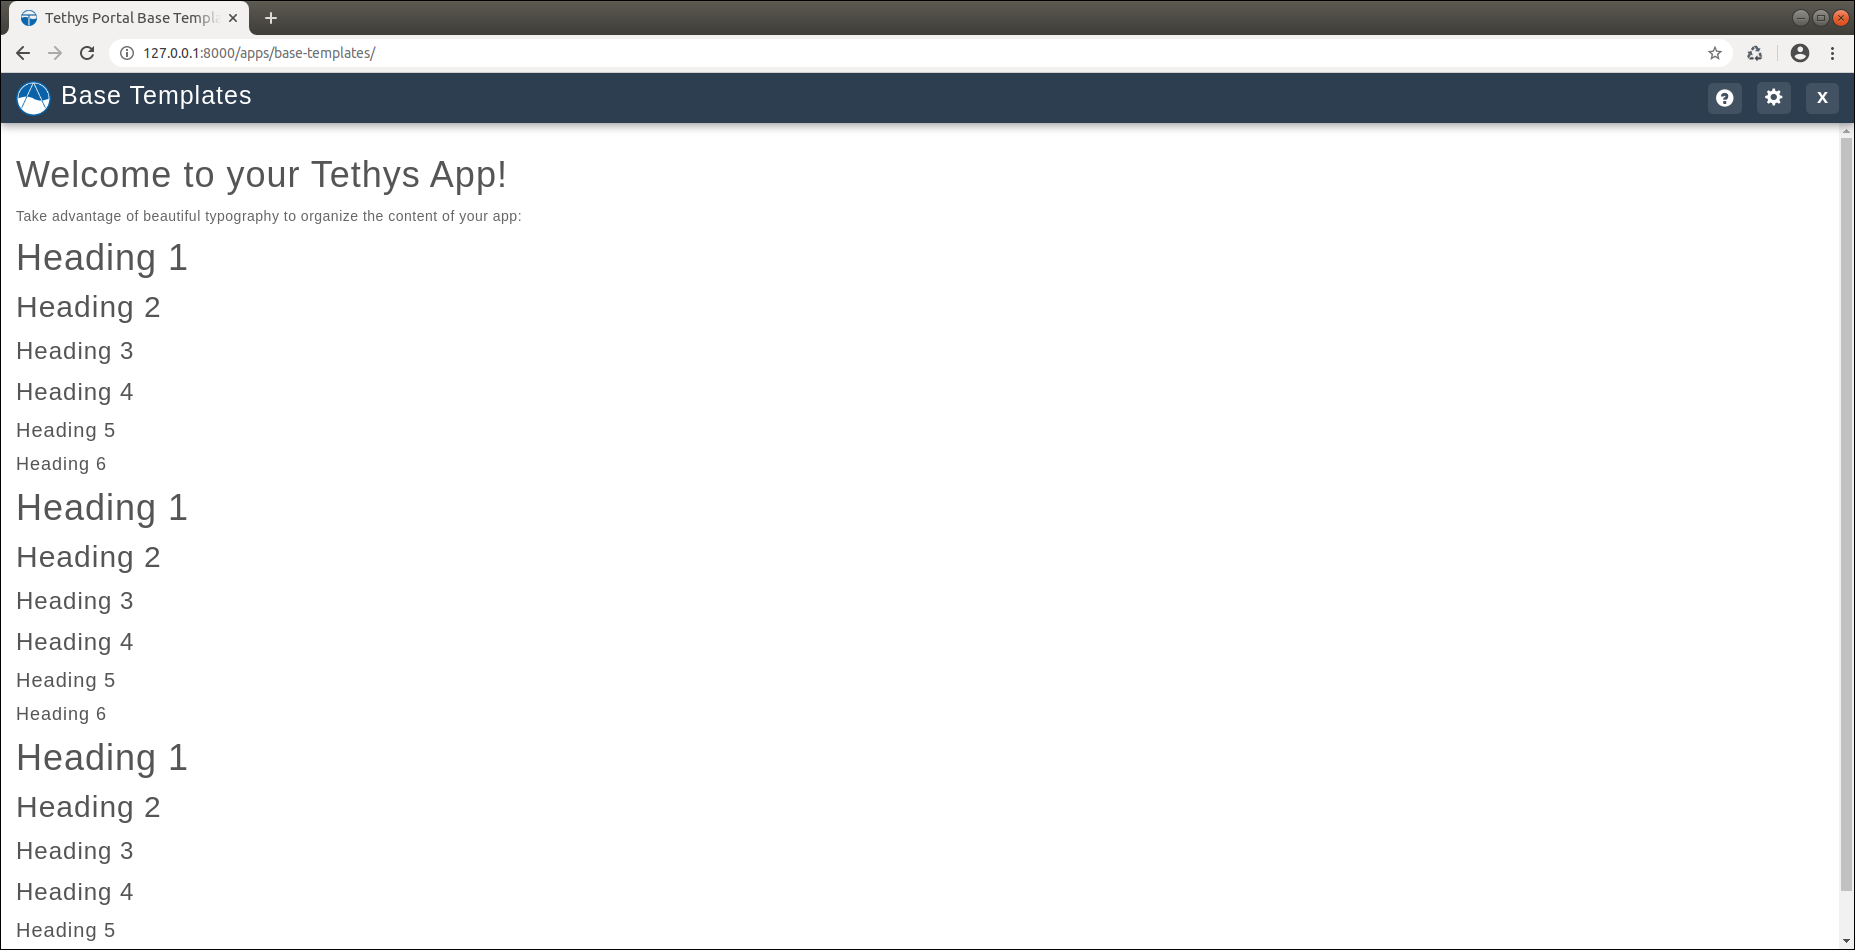 Tethys Portal Base Templa
127.0.0.1:8000/apps/base-templates/
Base Templates
X
Welcome to your Tethys App!
Take advantage of beautiful typography to organize the content of your app:
Heading 1
Heading 2
Heading 3
Heading 4
Heading 5
Heading 6
Heading 1
Heading 2
Heading 3
Heading 4
Heading 5
Heading 6
Heading 1
Heading 2
Heading 3
Heading 4
Heading 5